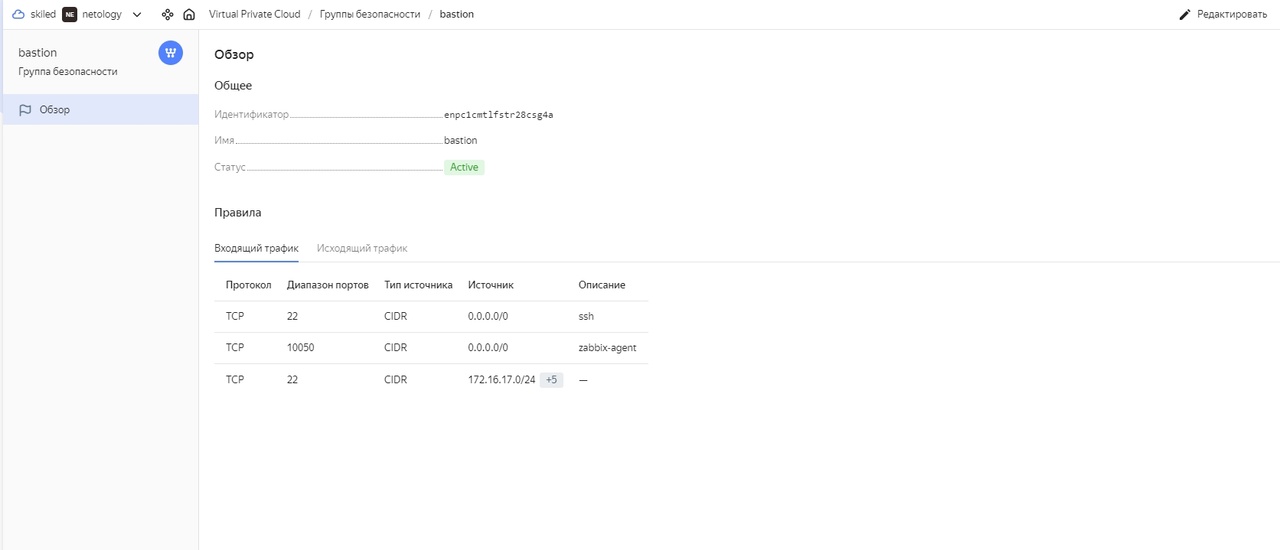 skiled NE netology Virtual Private Cloud / Группы безопасности / bastion Редактировать
bastion
Группа безопасности
Обзор
Обзор
Общее
Идентификатор enpc1cmtlfstr28csg4a
Имя bastion
Статус Active
Правила
Входящий трафик Исходящий трафик
Протокол Диапазон портов Тип источника Источник Описание
TCP 22 CIDR 0.0.0.0/0 ssh
TCP 10050 CIDR 0.0.0.0/0 zabbix-agent
TCP 22 CIDR 172.16.17.0/24 +5 —